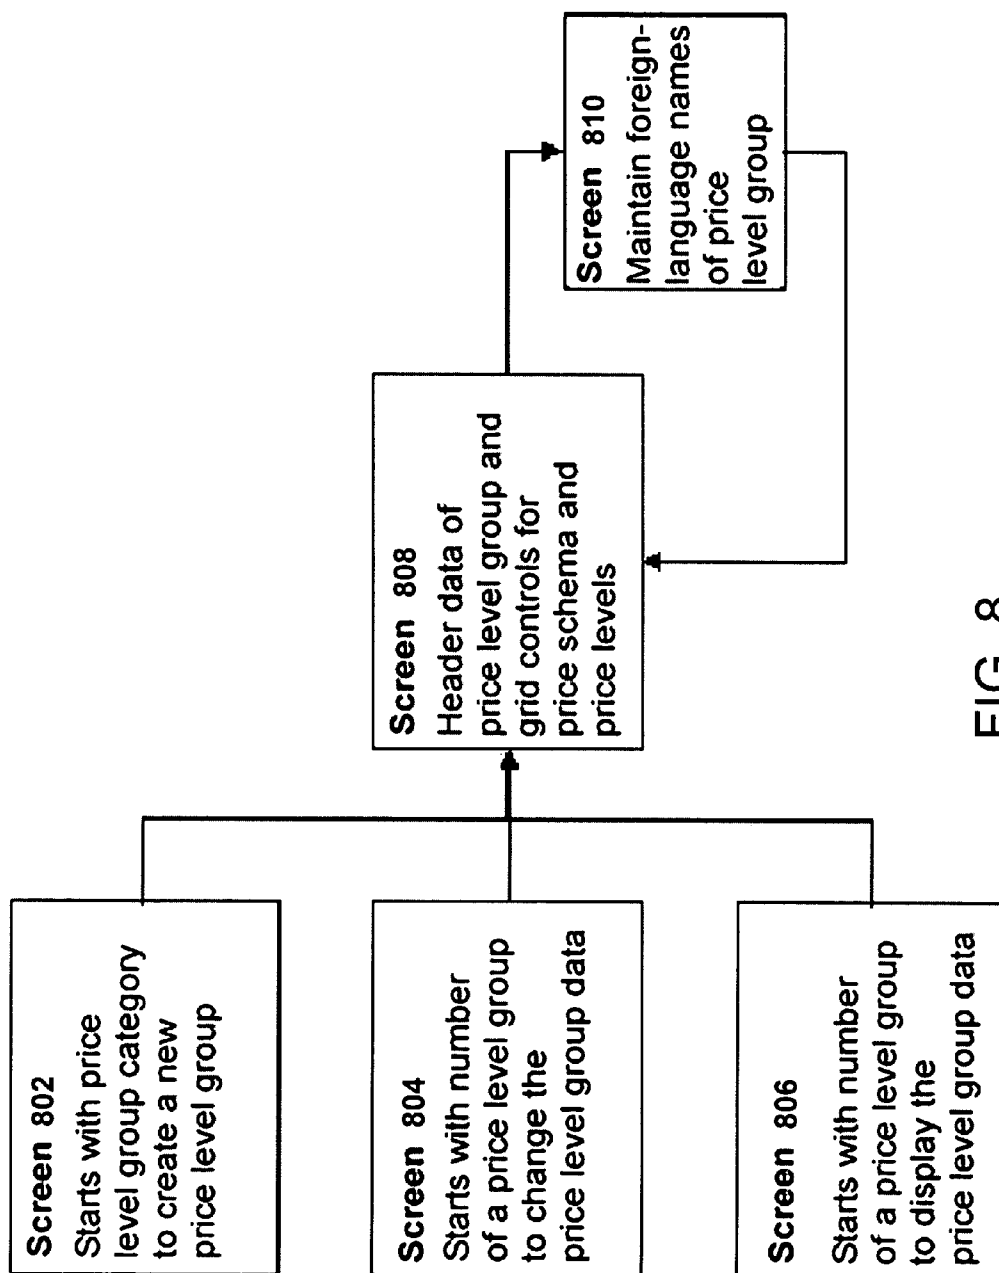 Screen 802
Starts with price
level group category
to create a new
price level group
Screen 804
Starts with number
of a price level group
to change the
price level group data
Screen 806
Starts with number
of a price level group
to display the
price level group data
Screen 808
Header data of
price level group and
grid controls for
price schema and
price levels
Screen 810
Maintain foreign-
language names
of price
level group
FIG. 8